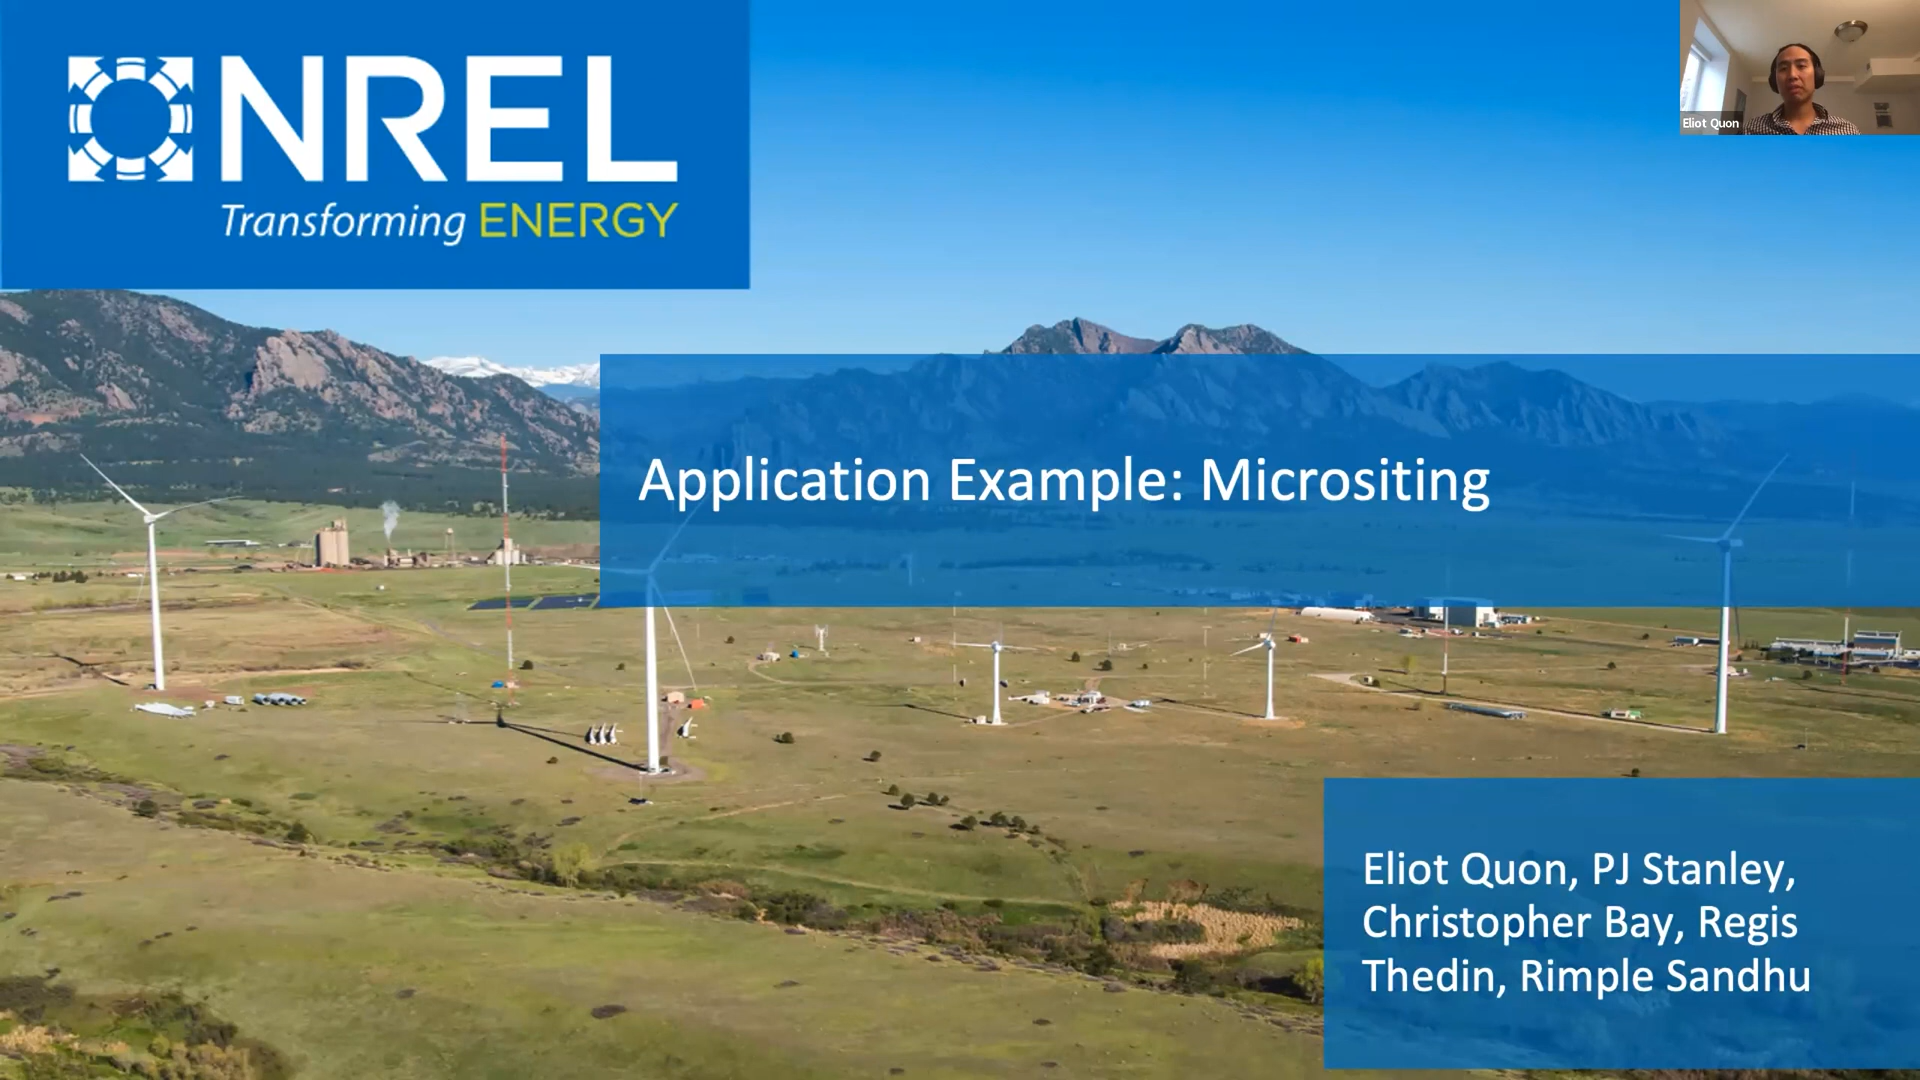 NREL
Transforming ENERGY
Eliot Quon
Application Example: Micrositing
Eliot Quon, PJ Stanley,
Christopher Bay, Regis
Thedin, Rimple Sandhu